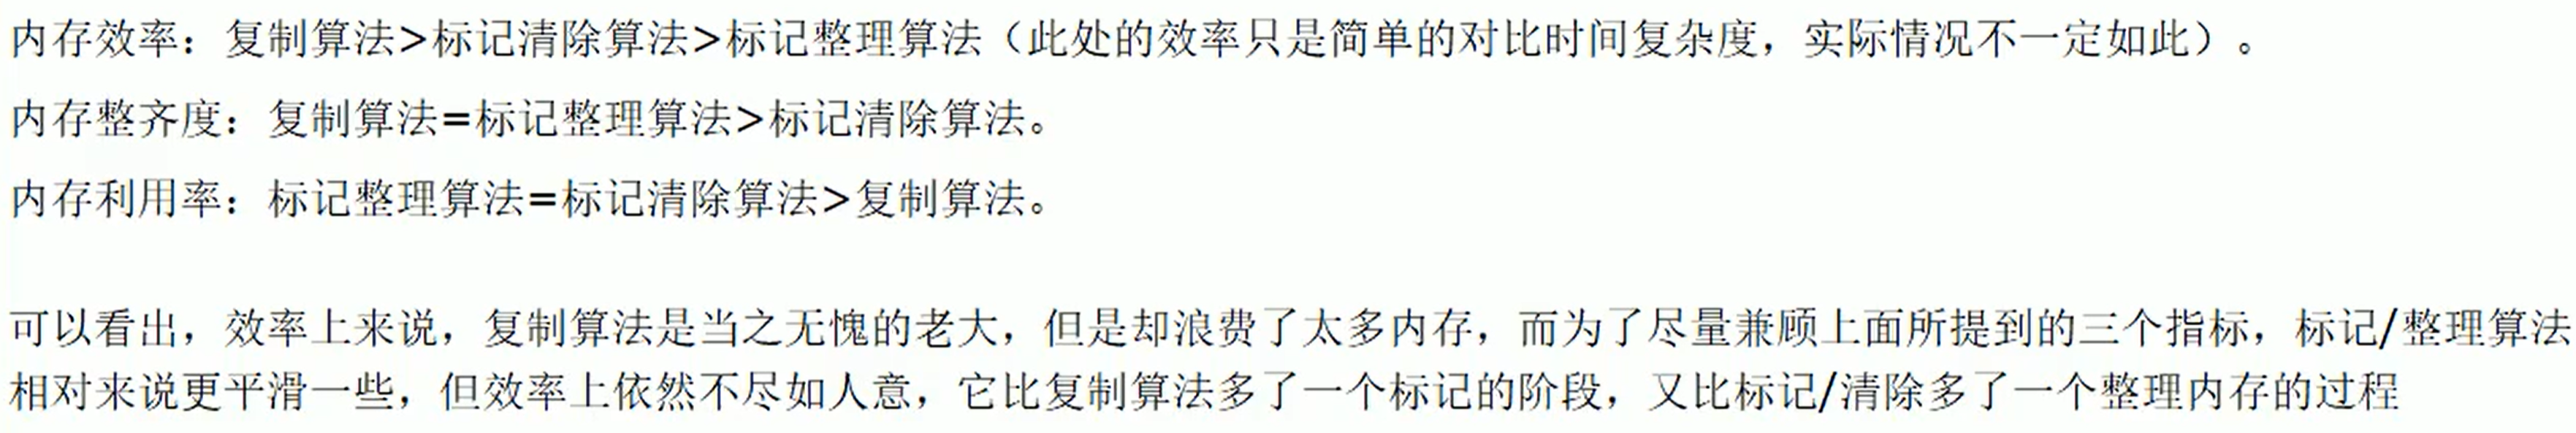 内存效率：复制算法>标记清除算法>标记整理算法（此处的效率只是简单的对比时间复杂度，实际情况不一定如此）。
内存整齐度：复制算法=标记整理算法>标记清除算法。
内存利用率：标记整理算法=标记清除算法>复制算法。
可以看出，效率上来说，复制算法是当之无愧的老大，但是却浪费了太多内存，而为了尽量兼顾上面所提到的三个指标，标记/整理算法
相对来说更平滑一些，但效率上依然不尽如人意，它比复制算法多了一个标记的阶段，又比标记/清除多了一个整理内存的过程